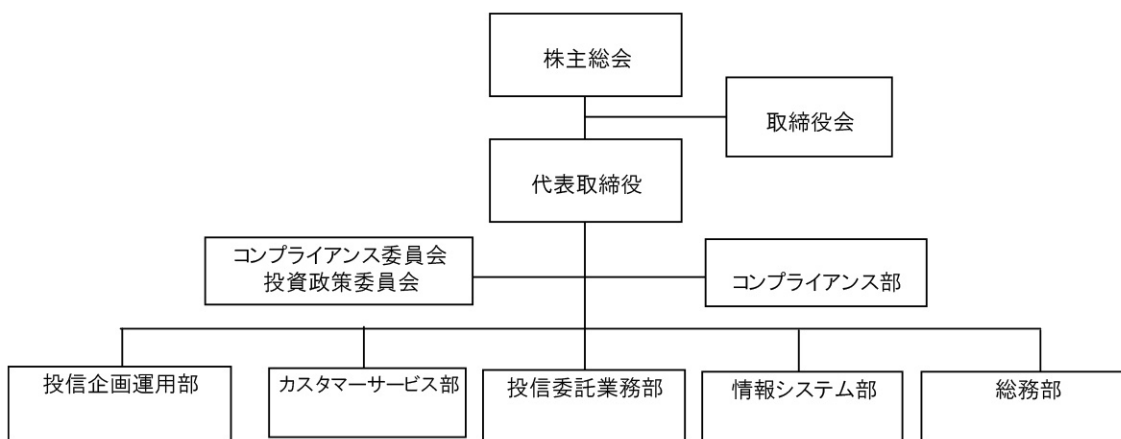 株主総会
取締役会
代表取締役
コンプライアンス委員会
投資政策委員会
コンプライアンス部
投信企画運用部
カスタマーサービス部
投信委託業務部
情報システム部
総務部